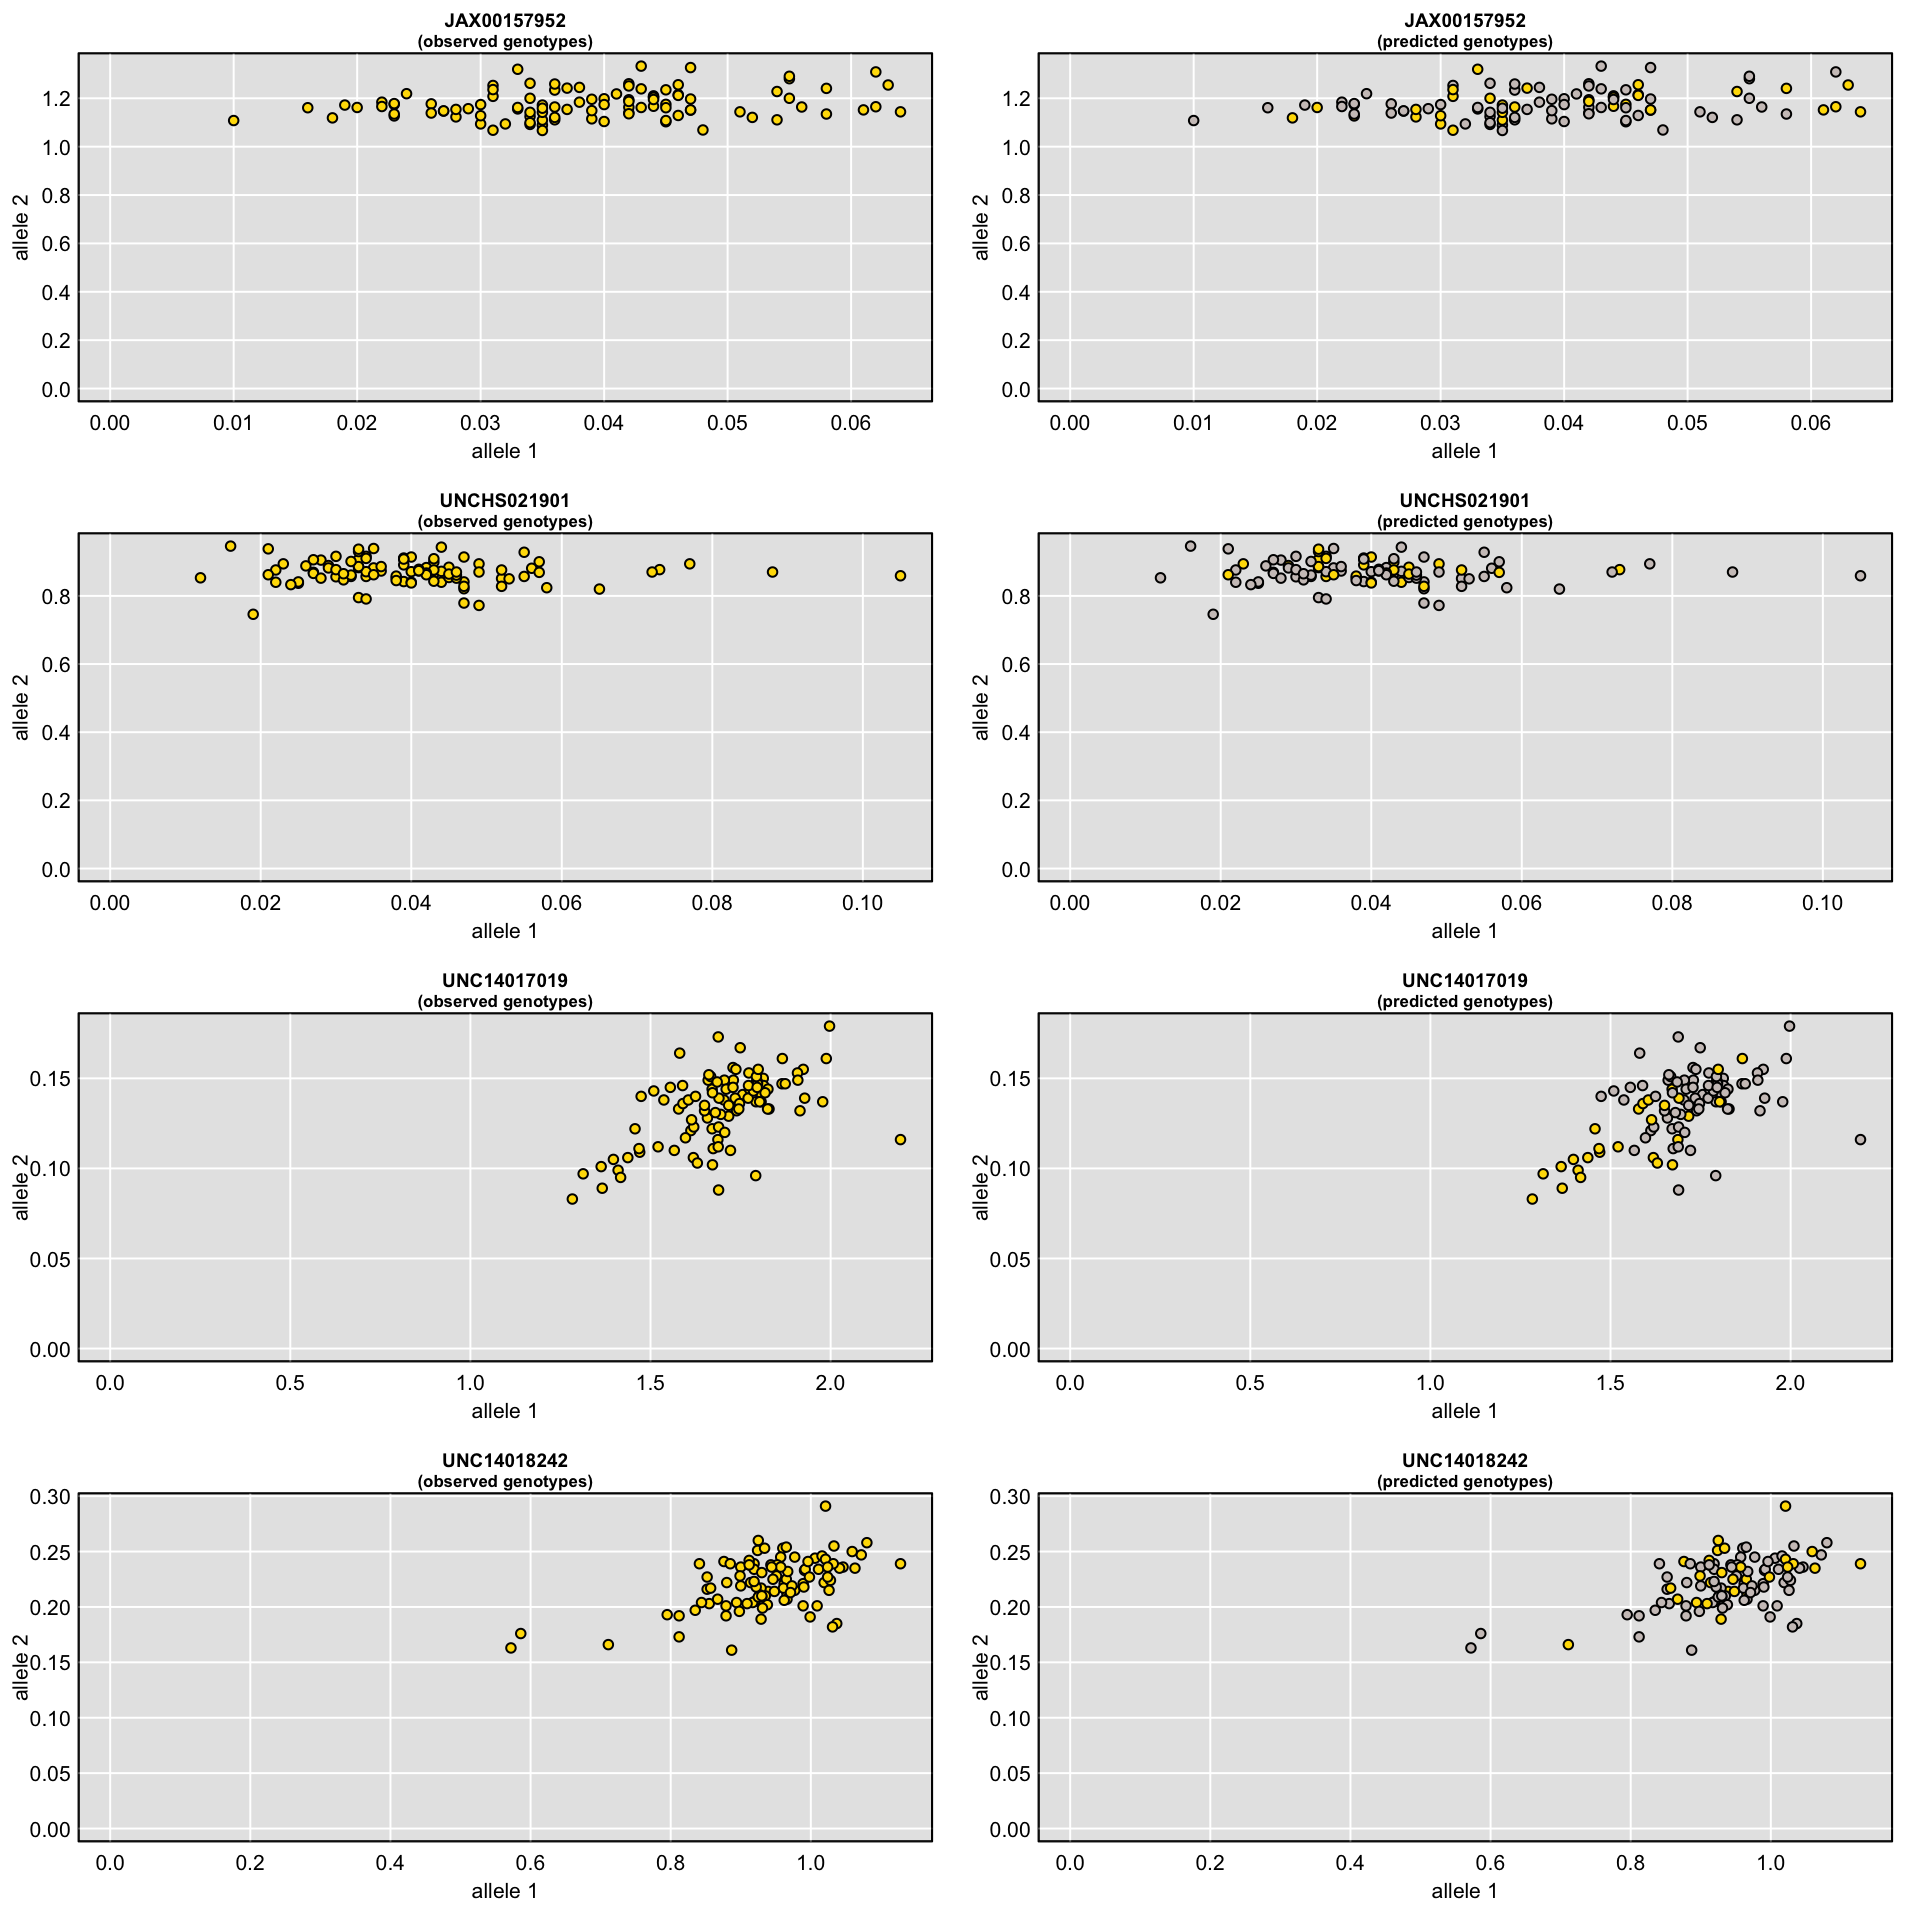 JAX00157952
(observed genotypes)
allele 2
1.2
1.0
0.8
0.6
0.4
0.2
0.0
0.00 0.01 0.02 0.03 0.04 0.05 0.06
allele 1
JAX00157952
(predicted genotypes)
allele 2
1.2
1.0
0.8
0.6
0.4
0.2
0.0
0.00 0.01 0.02 0.03 0.04 0.05 0.06
allele 1
UNCHS021901
(observed genotypes)
allele 2
0.8
0.6
0.4
0.2
0.0
0.00 0.02 0.04 0.06 0.08 0.10
allele 1
UNCHS021901
(predicted genotypes)
allele 2
0.8
0.6
0.4
0.2
0.0
0.00 0.02 0.04 0.06 0.08 0.10
allele 1
UNC14017019
(observed genotypes)
allele 2
0.15
0.10
0.05
0.00
0.0 0.5 1.0 1.5 2.0
allele 1
UNC14017019
(predicted genotypes)
allele 2
0.15
0.10
0.05
0.00
0.0 0.5 1.0 1.5 2.0
allele 1
UNC14018242
(observed genotypes)
allele 2
0.30
0.25
0.20
0.15
0.10
0.05
0.00
0.0 0.2 0.4 0.6 0.8 1.0
allele 1
UNC14018242
(predicted genotypes)
allele 2
0.30
0.25
0.20
0.15
0.10
0.05
0.00
0.0 0.2 0.4 0.6 0.8 1.0
allele 1